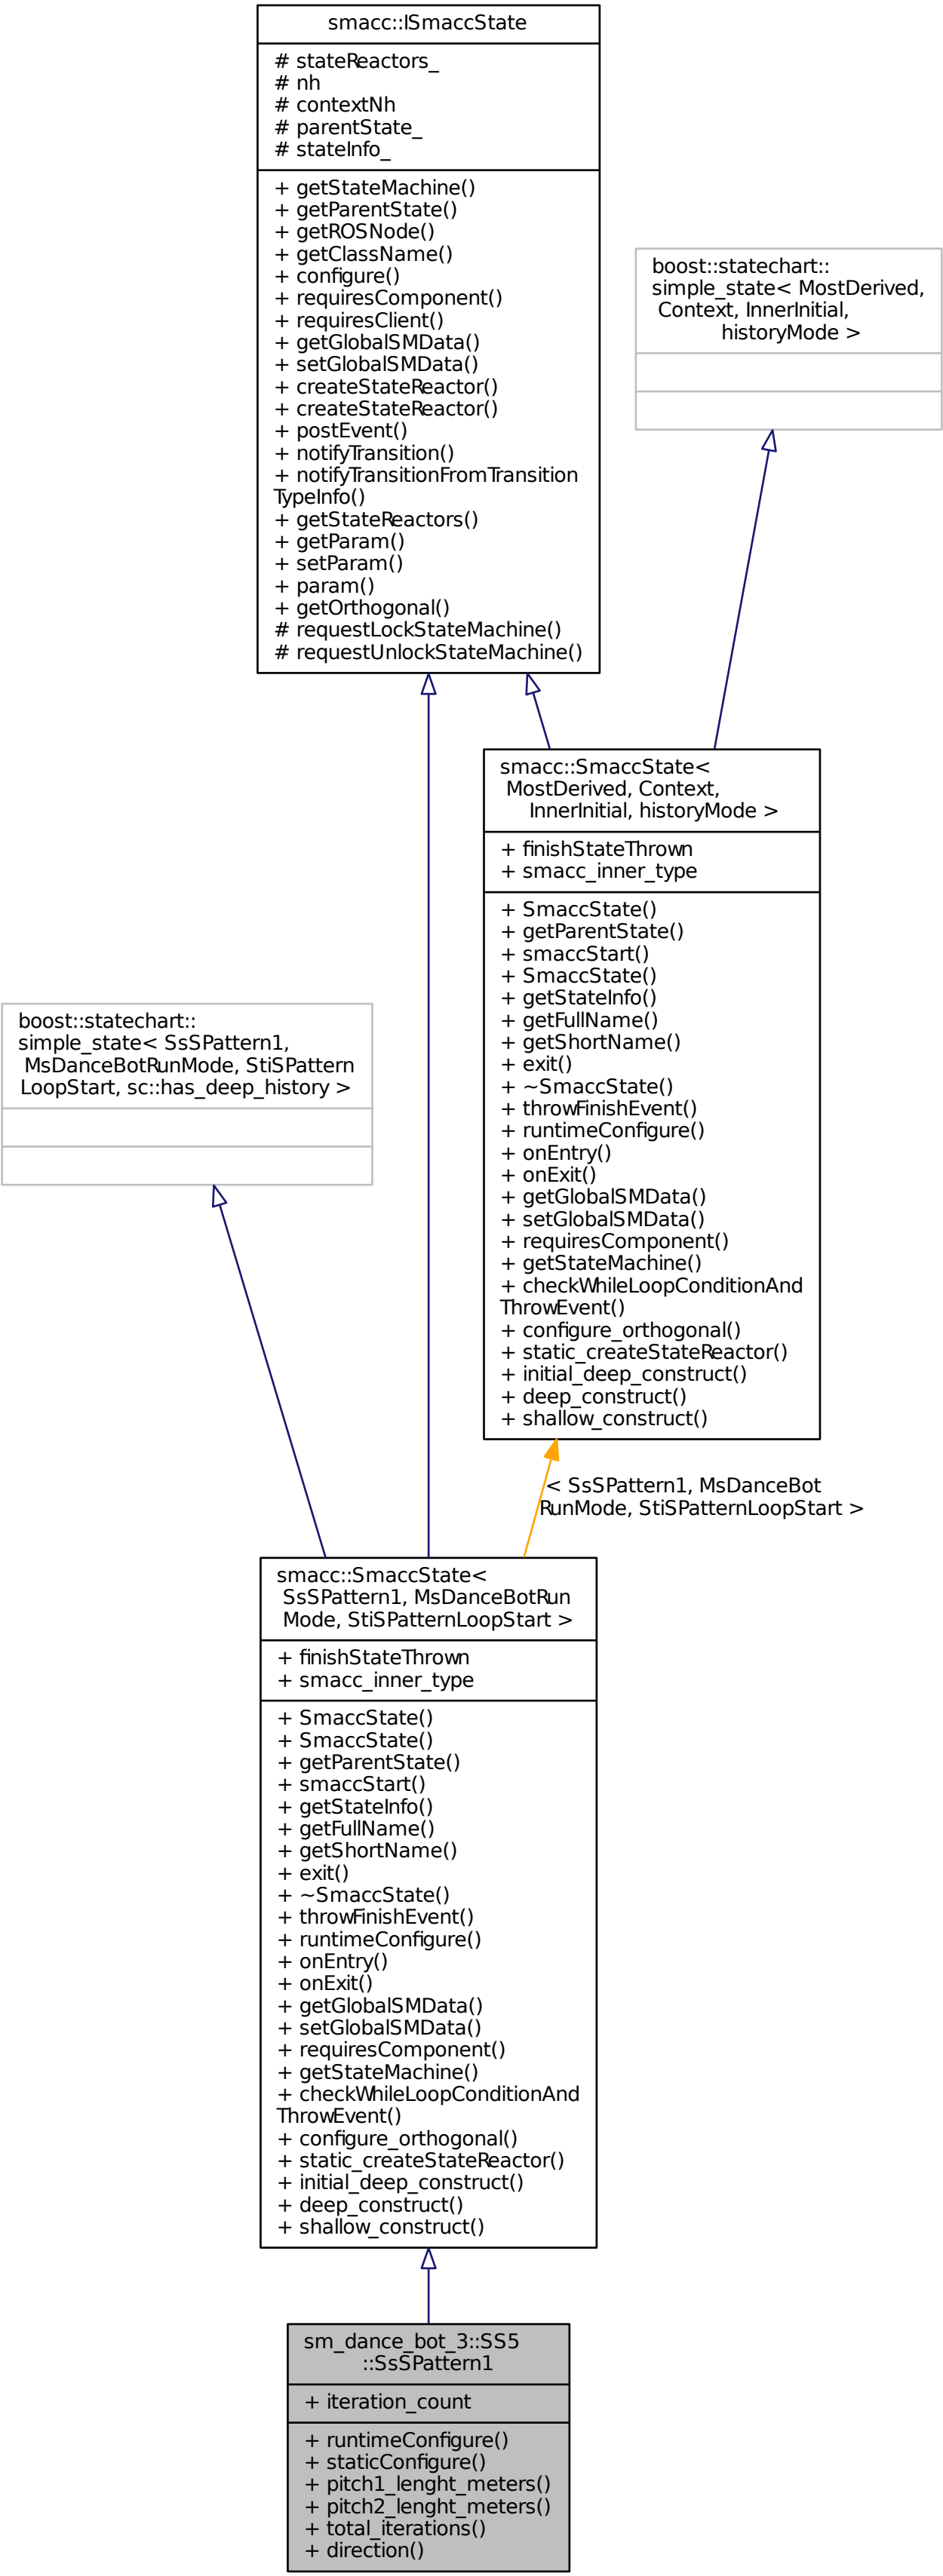 smacc::ISmaccState
# stateReactors_
# nh
# contextNh
# parentState_
# stateInfo_
+ getStateMachine()
+ getParentState()
+ getROSNode()
+ getClassName()
+ configure()
+ requiresComponent()
+ requiresClient()
+ getGlobalSMData()
+ setGlobalSMData()
+ createStateReactor()
+ createStateReactor()
+ postEvent()
+ notifyTransition()
+ notifyTransitionFromTransition
TypeInfo()
+ getStateReactors()
+ getParam()
+ setParam()
+ param()
+ getOrthogonal()
# requestLockStateMachine()
# requestUnlockStateMachine()
boost::statechart::
simple_state< MostDerived,
Context, InnerInitial,
historyMode >
smacc::SmaccState<
MostDerived, Context,
InnerInitial, historyMode >
+ finishStateThrown
+ smacc_inner_type
+ SmaccState()
+ getParentState()
+ smaccStart()
+ SmaccState()
+ getStateInfo()
+ getFullName()
+ getShortName()
+ exit()
+ ~SmaccState()
+ throwFinishEvent()
+ runtimeConfigure()
+ onEntry()
+ onExit()
+ getGlobalSMData()
+ setGlobalSMData()
+ requiresComponent()
+ getStateMachine()
+ checkWhileLoopConditionAnd
ThrowEvent()
+ configure_orthogonal()
+ static_createStateReactor()
+ initial_deep_construct()
+ deep_construct()
+ shallow_construct()
boost::statechart::
simple_state< SsSPattern1,
MsDanceBotRunMode, StiSPattern
LoopStart, sc::has_deep_history >
< SsSPattern1, MsDanceBot
RunMode, StiSPatternLoopStart >
smacc::SmaccState<
SsSPattern1, MsDanceBotRun
Mode, StiSPatternLoopStart >
+ finishStateThrown
+ smacc_inner_type
+ SmaccState()
+ SmaccState()
+ getParentState()
+ smaccStart()
+ getStateInfo()
+ getFullName()
+ getShortName()
+ exit()
+ ~SmaccState()
+ throwFinishEvent()
+ runtimeConfigure()
+ onEntry()
+ onExit()
+ getGlobalSMData()
+ setGlobalSMData()
+ requiresComponent()
+ getStateMachine()
+ checkWhileLoopConditionAnd
ThrowEvent()
+ configure_orthogonal()
+ static_createStateReactor()
+ initial_deep_construct()
+ deep_construct()
+ shallow_construct()
sm_dance_bot_3::SS5
::SsSPattern1
+ iteration_count
+ runtimeConfigure()
+ staticConfigure()
+ pitch1_lenght_meters()
+ pitch2_lenght_meters()
+ total_iterations()
+ direction()